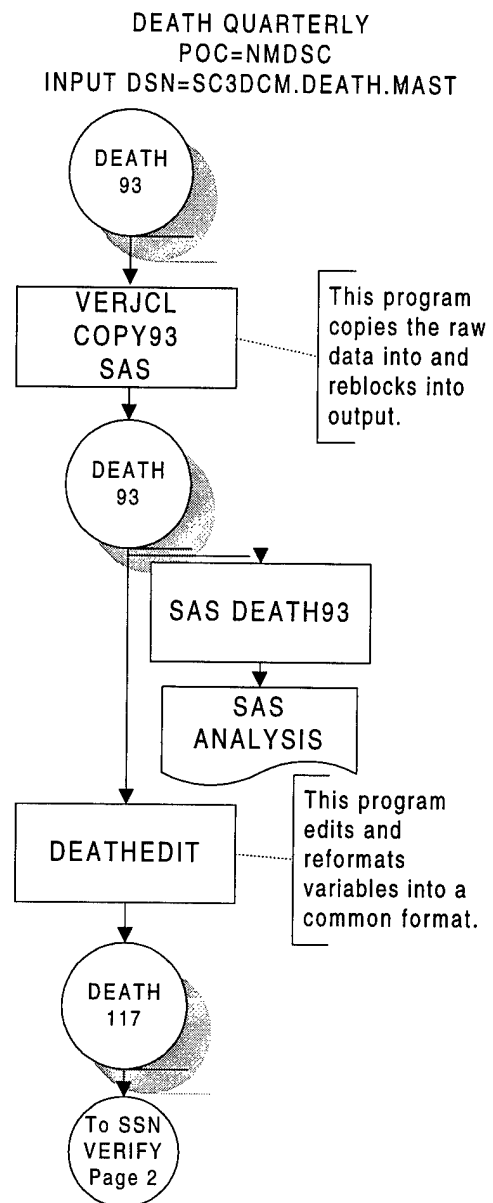 DEATH QUARTERLY
POC=NMDSC
INPUT DSN=SC3DCM.DEATH.MAST
DEATH
93
VERJCL
COPY93
SAS
This program
copies the raw
data into and
reblocks into
output.
DEATH
93
SAS DEATH93
SAS
ANALYSIS
DEATHEDIT
This program
edits and
reformats
variables into a
common format.
DEATH
117
To SSN
VERIFY
Page 2